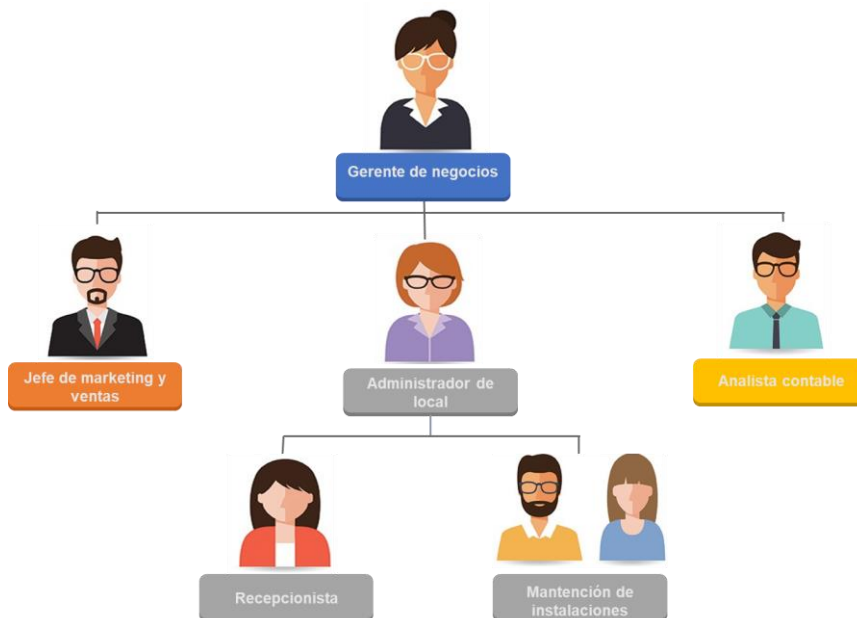 Gerente de negocios
Jefe de marketing y
ventas
Administrador de
local
Analista contable
Recepcionista
Mantención de
instalaciones